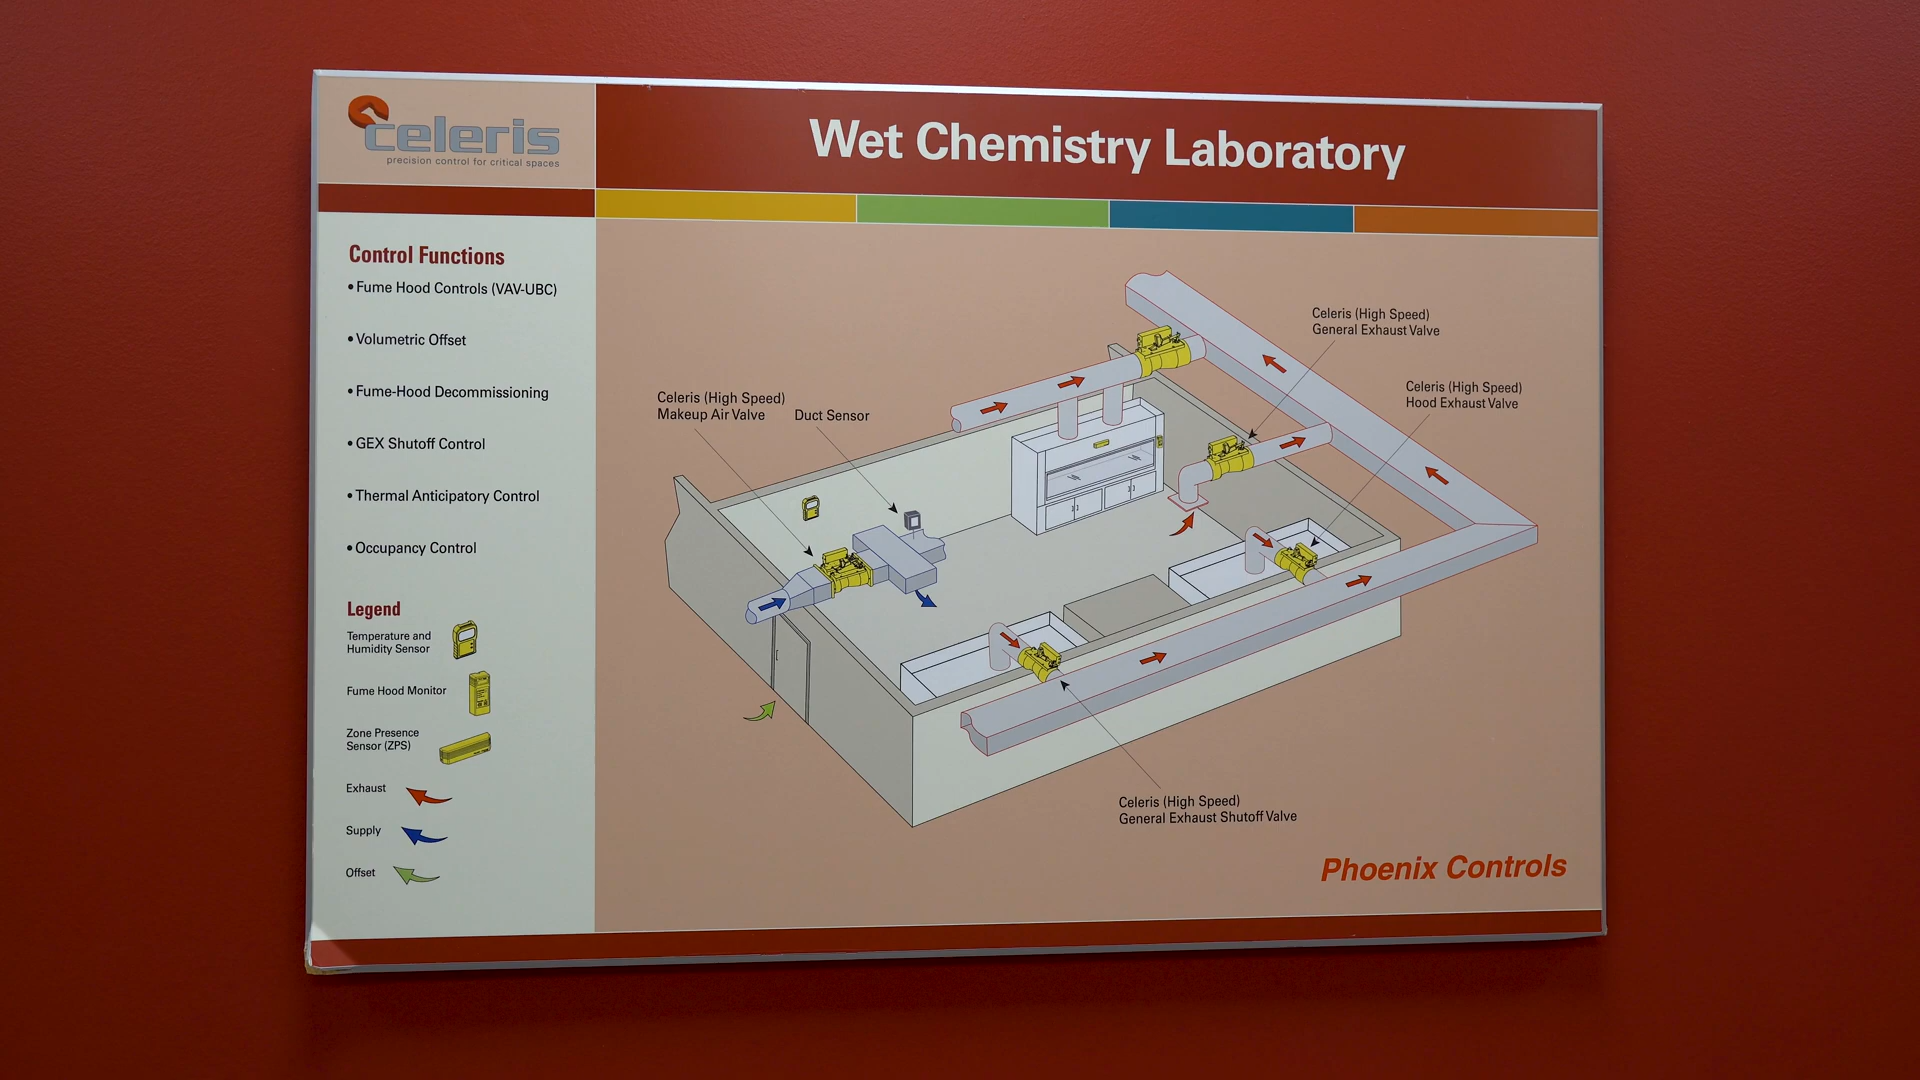 celeris
precision control for critical spaces
Wet Chemistry Laboratory
Control Functions
• Fume Hood Controls (VAV-UBC)
• Volumetric Offset
• Fume-Hood Decommissioning
• GEX Shutoff Control
• Thermal Anticipatory Control
• Occupancy Control
Legend
Temperature and
Humidity Sensor
Fume Hood Monitor
Zone Presence
Sensor (ZPS)
Exhaust
Supply
Offset
Celeris (High Speed)
Makeup Air Valve
Duct Sensor
Celeris (High Speed)
General Exhaust Valve
Celeris (High Speed)
Hood Exhaust Valve
Celeris (High Speed)
General Exhaust Shutoff Valve
Phoenix Controls